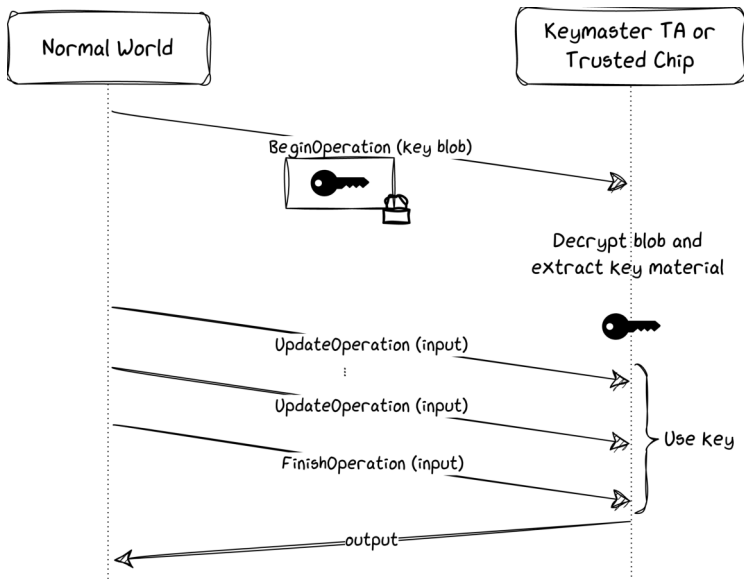 Normal World
Keymaster TA or
Trusted Chip
BeginOperation (key blob)
Decrypt blob and
extract key material
UpdateOperation (input)
⋮
UpdateOperation (input)
Use key
FinishOperation (input)
output